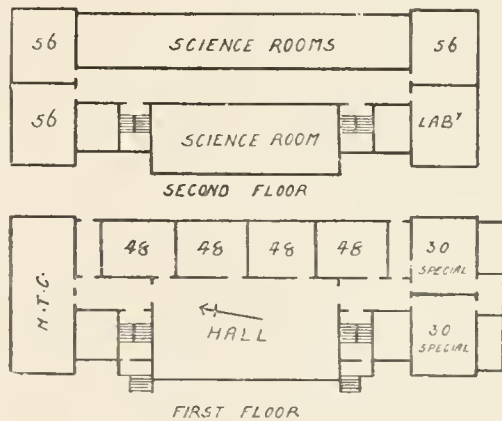 56
SCIENCE ROOMS
56
56
SCIENCE ROOM
LABY
SECOND FLOOR
M.T.C.
48
48
48
48
30
SPECIAL
HALL
30
SPECIAL
FIRST FLOOR